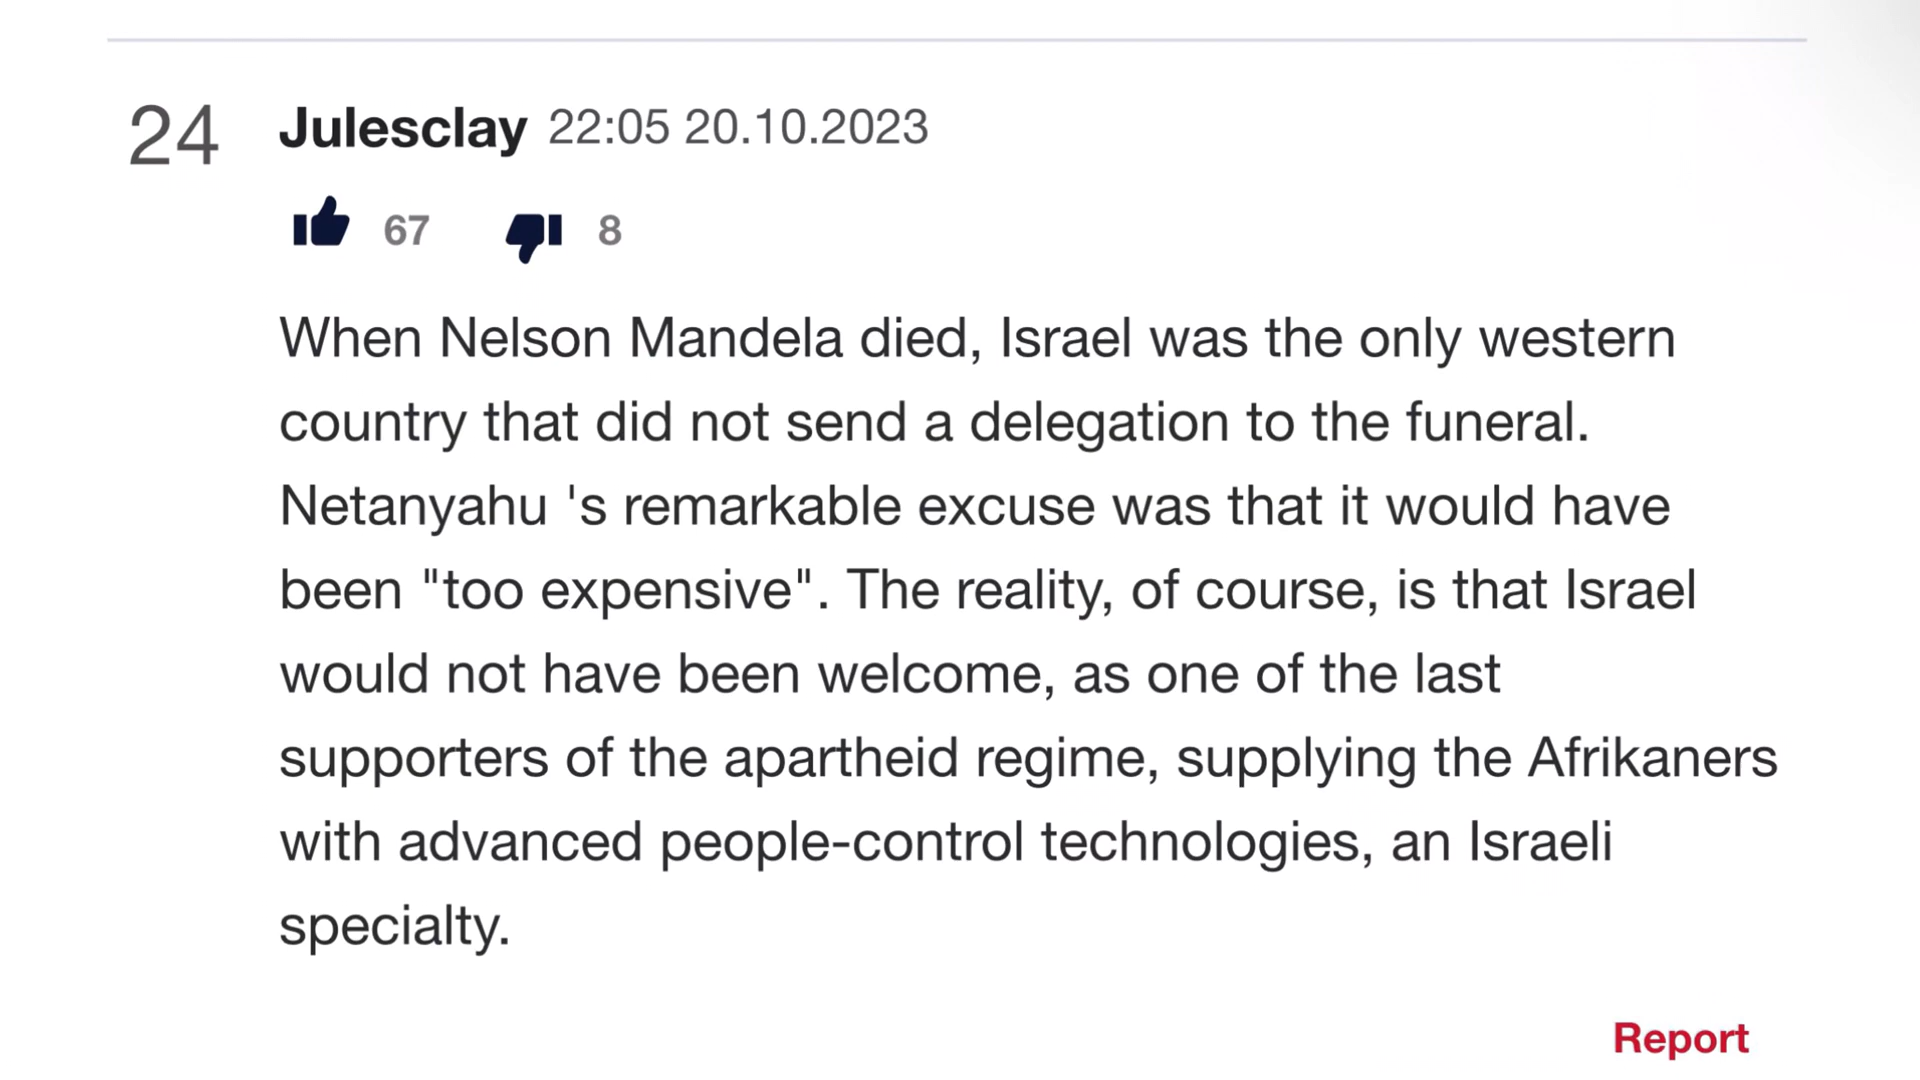 24
Julesclay 22:05 20.10.2023
67 8
When Nelson Mandela died, Israel was the only western
country that did not send a delegation to the funeral.
Netanyahu 's remarkable excuse was that it would have
been "too expensive". The reality, of course, is that Israel
would not have been welcome, as one of the last
supporters of the apartheid regime, supplying the Afrikaners
with advanced people-control technologies, an Israeli
specialty.
Report